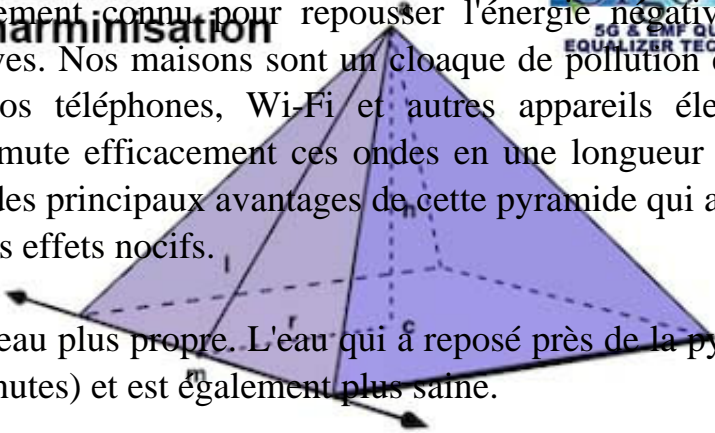 ement connu pour repousser l'énergie négativ
harminisation
5G & EMF QU
EQUALIZER TEC
ves. Nos maisons sont un cloaque de pollution
os téléphones, Wi-Fi et autres appareils éle
mute efficacement ces ondes en une longueur
des principaux avantages de cette pyramide qui a
s effets nocifs.
h
l
r
c
m
eau plus propre. L'eau qui a reposé près de la py
nutes) et est également plus saine.